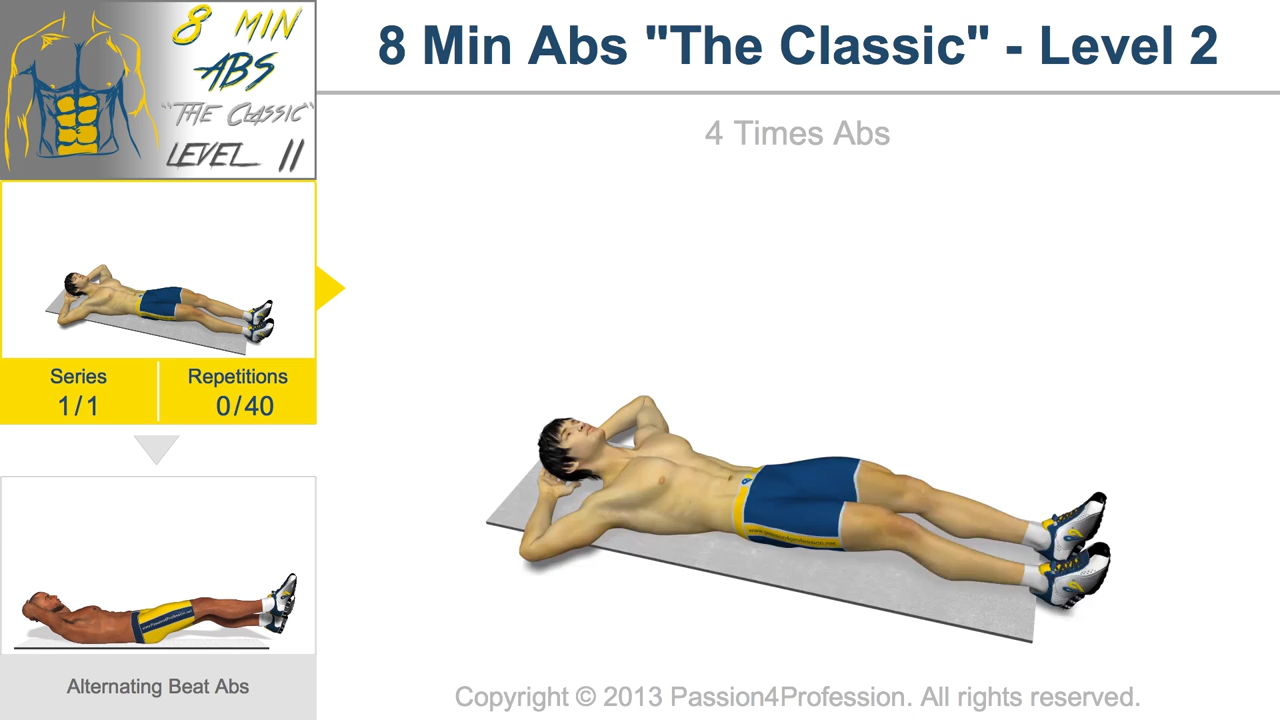 8 MIN
ABS
"THE CLASSIC"
LEVEL II
8 Min Abs "The Classic" - Level 2
4 Times Abs
Series
1/1
Repetitions
0/40
Alternating Beat Abs
Copyright © 2013 Passion4Profession. All rights reserved.